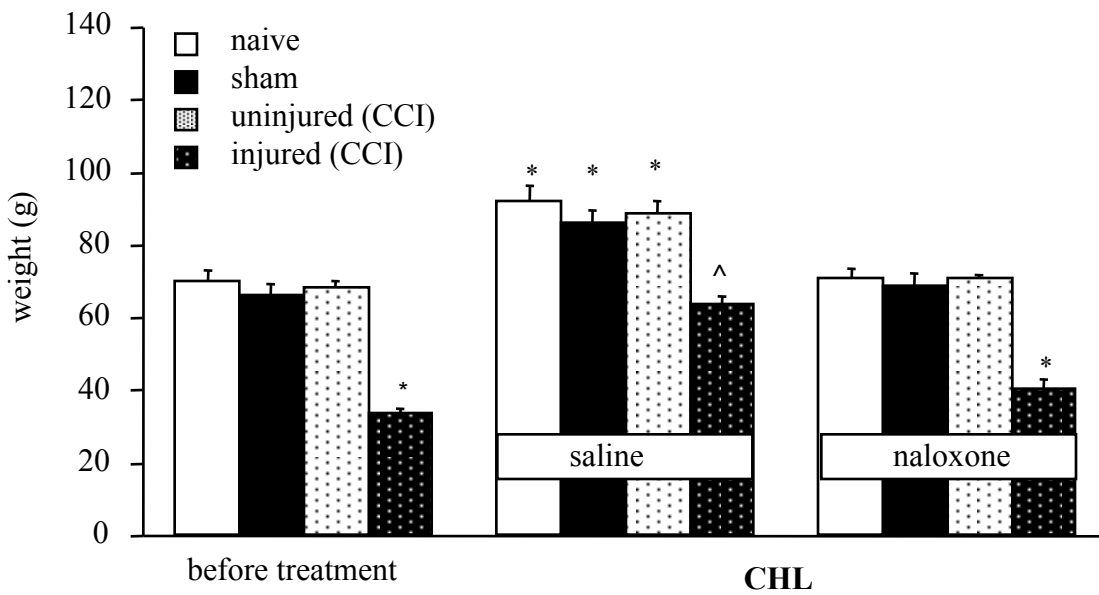 140
120
100
80
60
40
20
0
weight (g)
naive
sham
uninjured (CCI)
injured (CCI)
*
*
*
*
^
*
saline
naloxone
before treatment
CHL